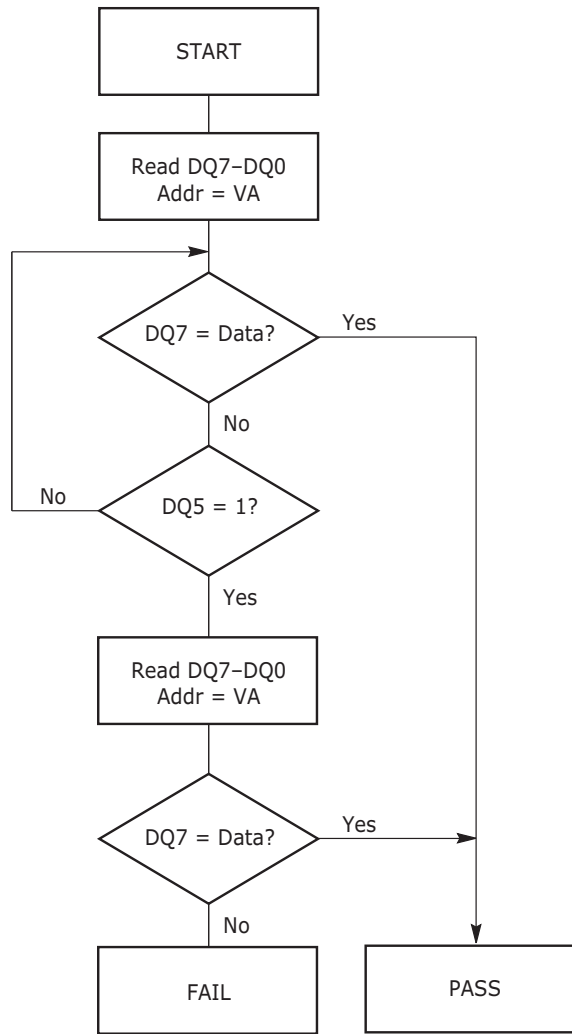 START
Read DQ7–DQ0
Addr = VA
DQ7 = Data?
Yes
No
No
DQ5 = 1?
Yes
Read DQ7–DQ0
Addr = VA
DQ7 = Data?
Yes
No
FAIL
PASS